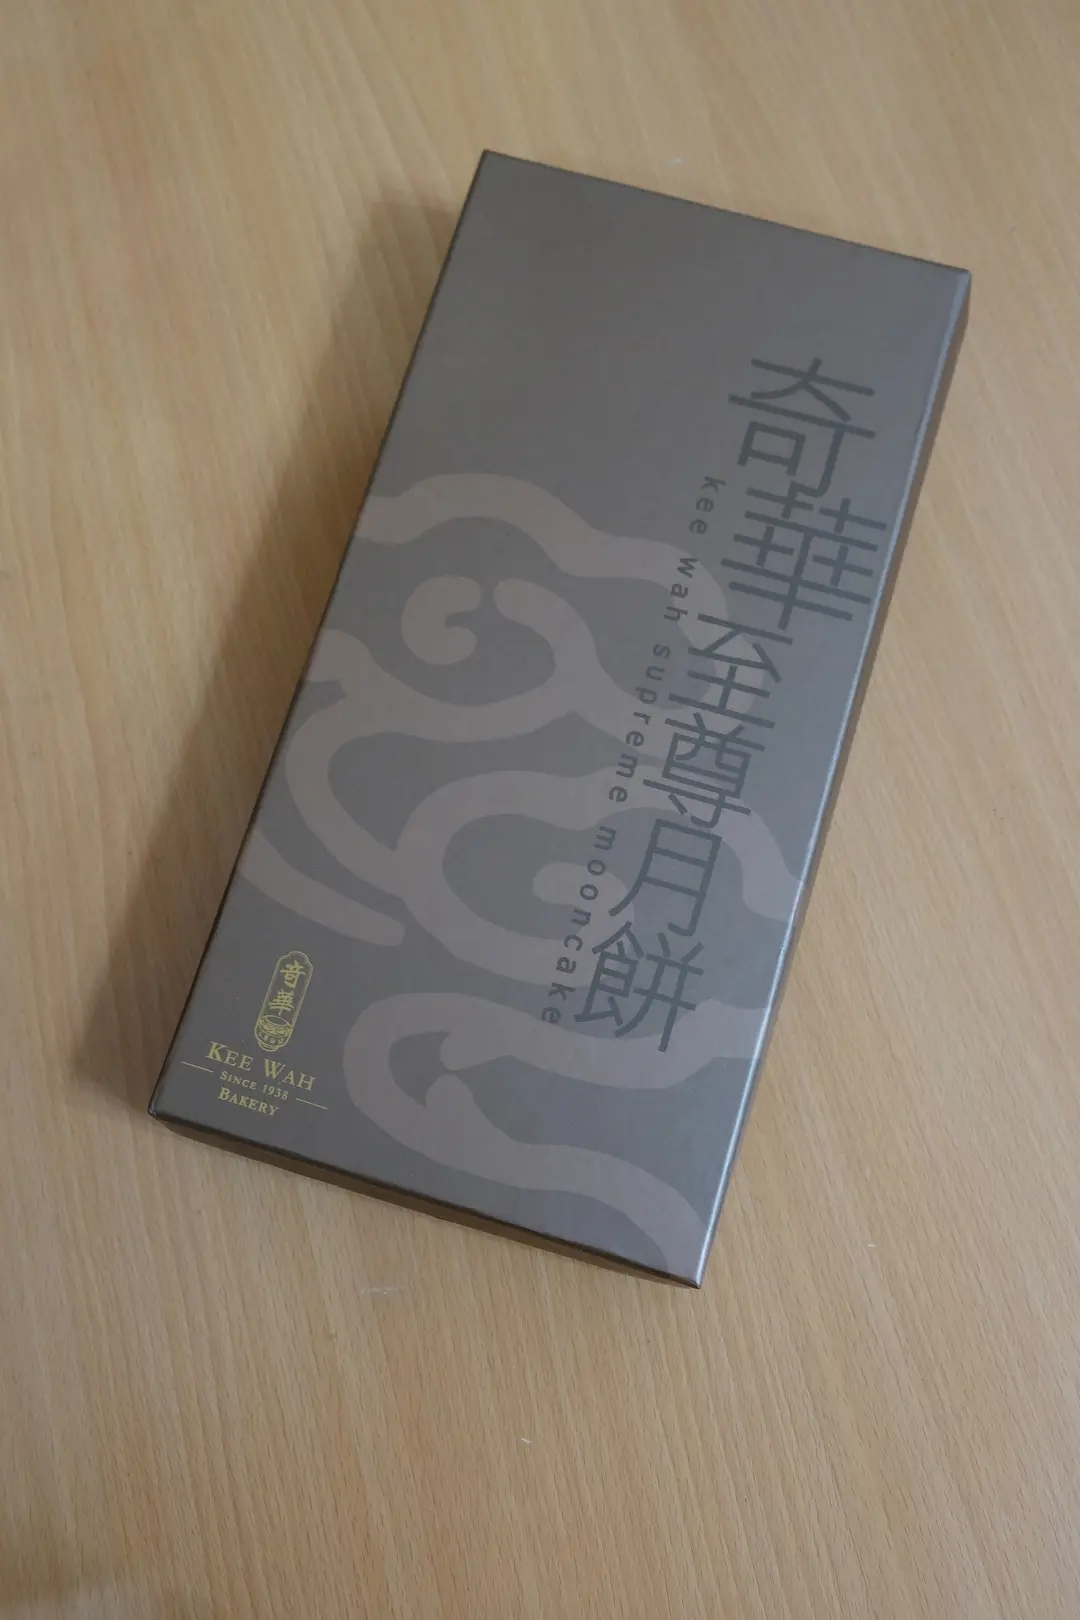 奇華至尊月餅
kee wah supreme mooncake
奇華
KEE WAH
SINCE 1938
BAKERY